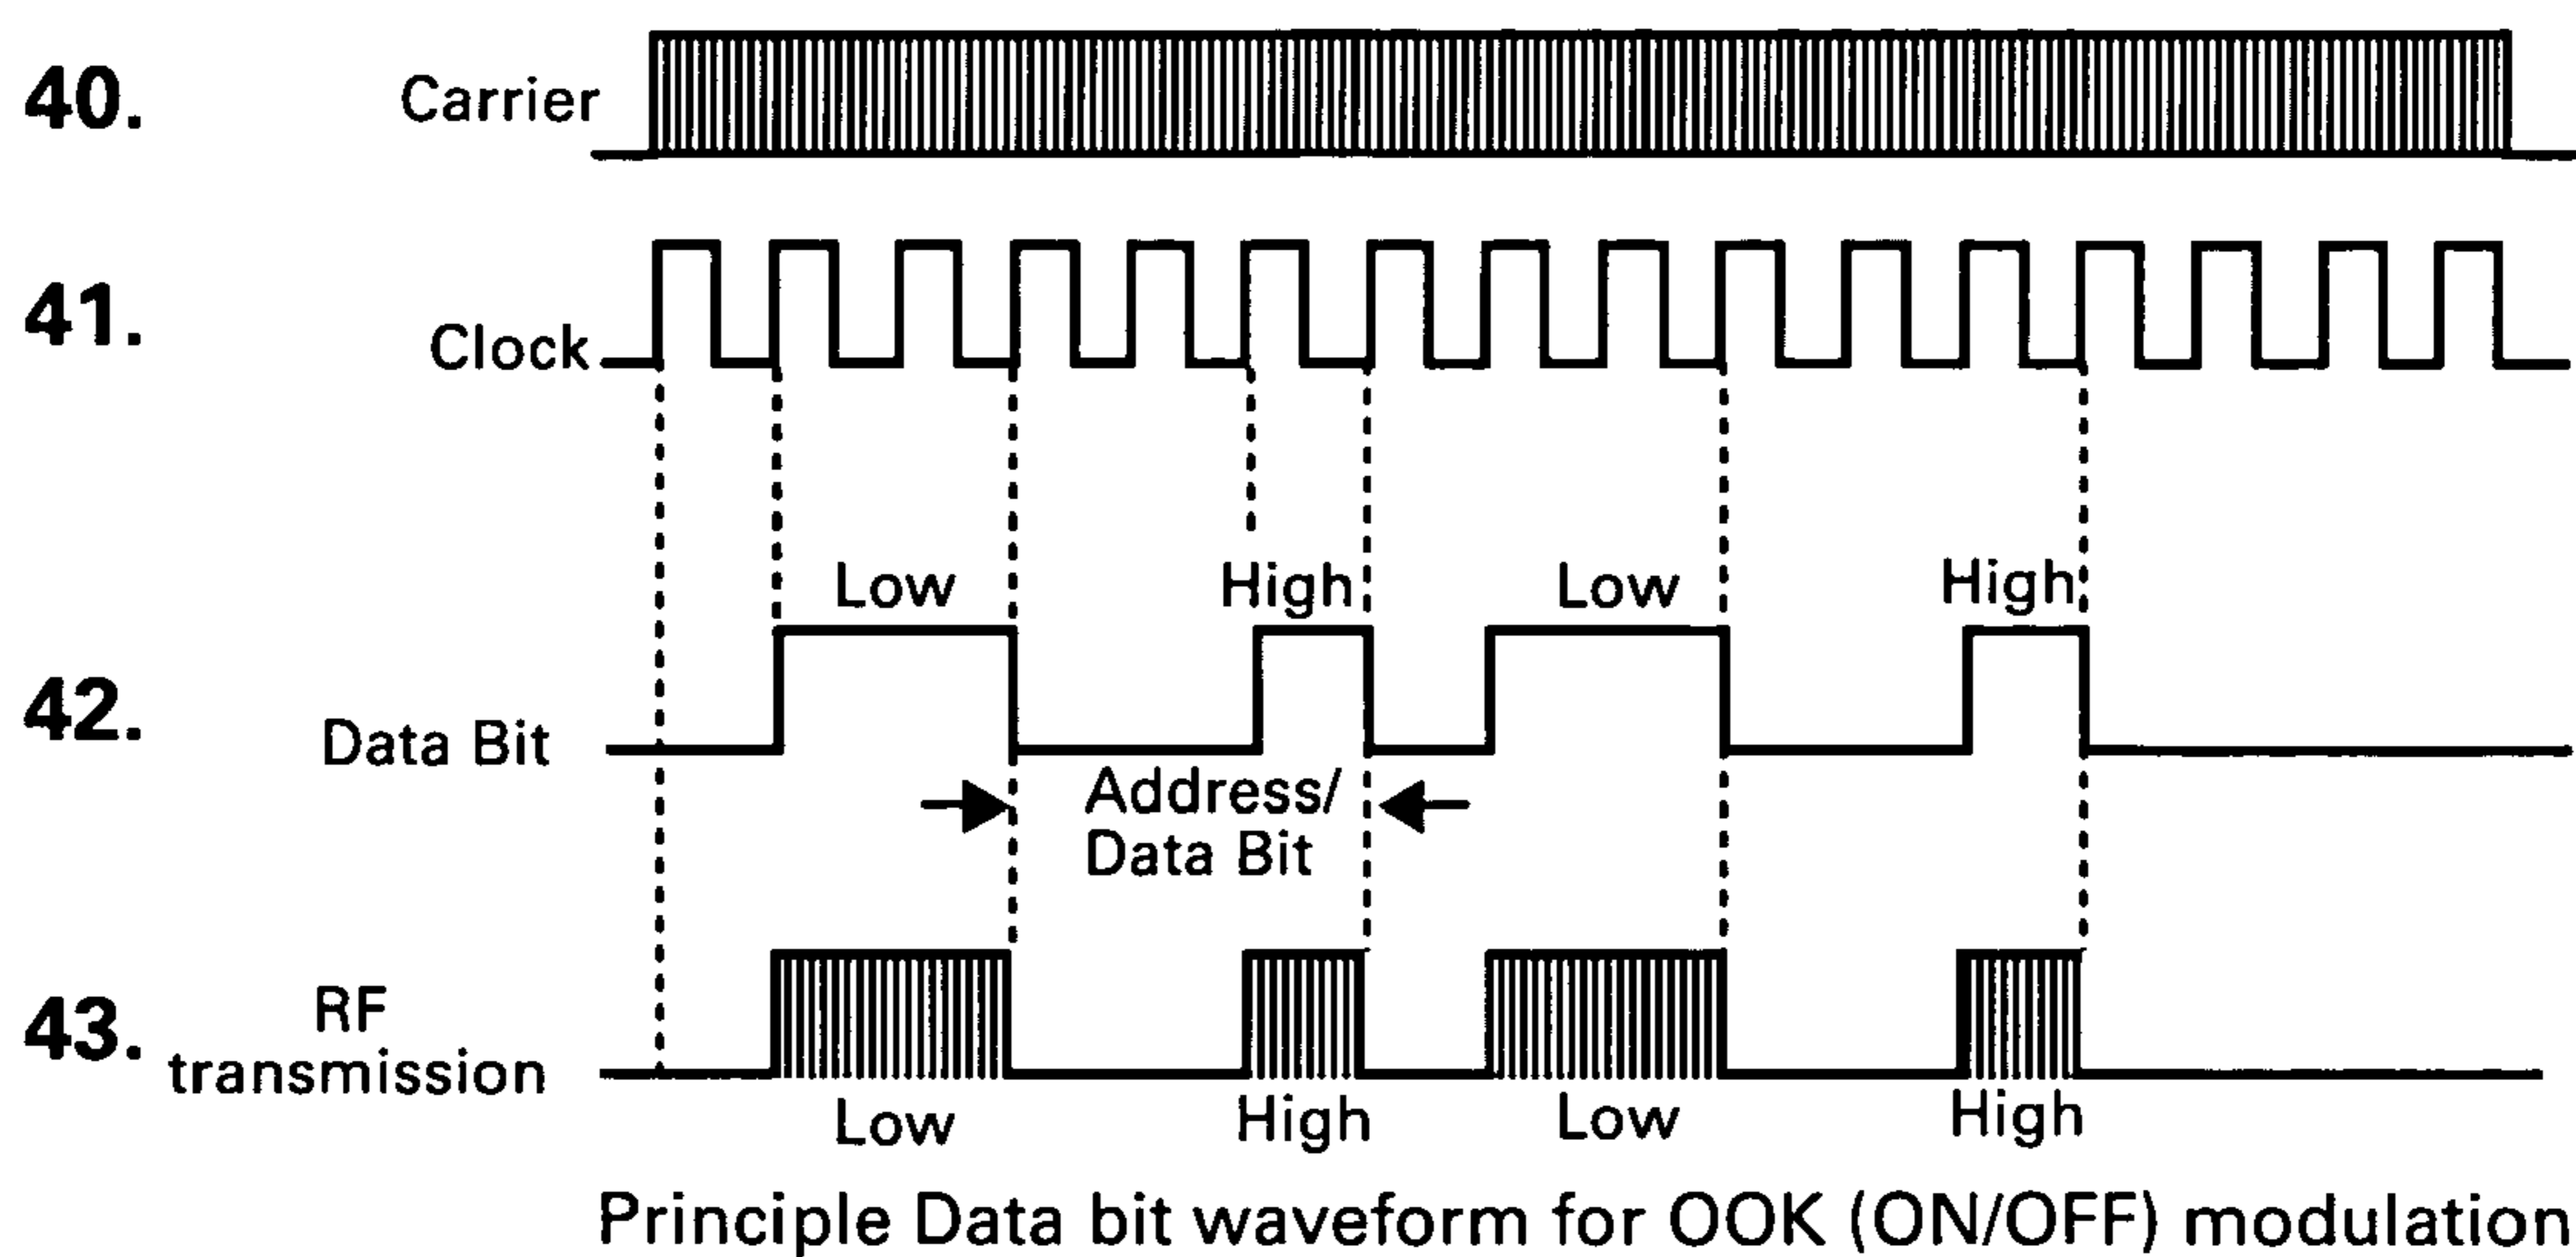 40. Carrier
41. Clock
Low High Low High
42. Data Bit
Address/
Data Bit
43. RF
transmission
Low High Low High
Principle Data bit waveform for OOK (ON/OFF) modulation